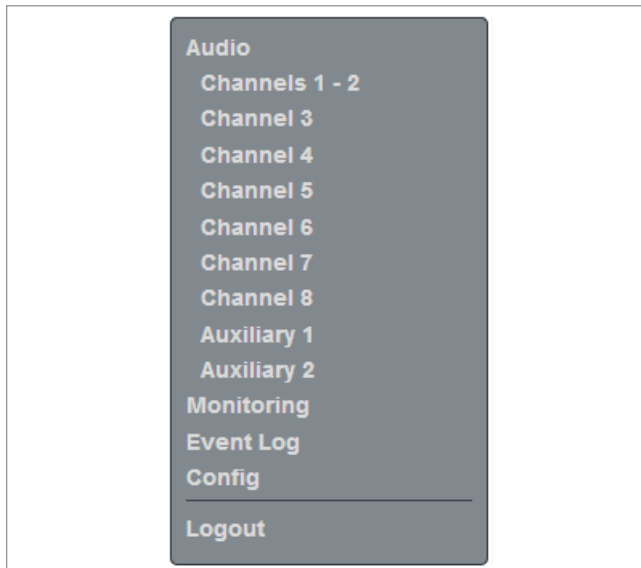 Audio
Channels 1 - 2
Channel 3
Channel 4
Channel 5
Channel 6
Channel 7
Channel 8
Auxiliary 1
Auxiliary 2
Monitoring
Event Log
Config
Logout